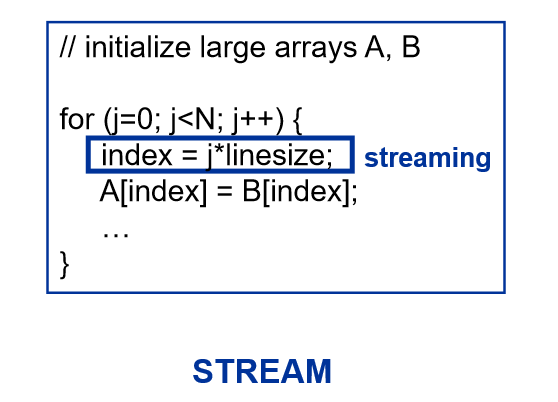 // initialize large arrays A, B
for (j=0; j<N; j++) {
index = j*linesize; streaming
A[index] = B[index];
…
}
STREAM